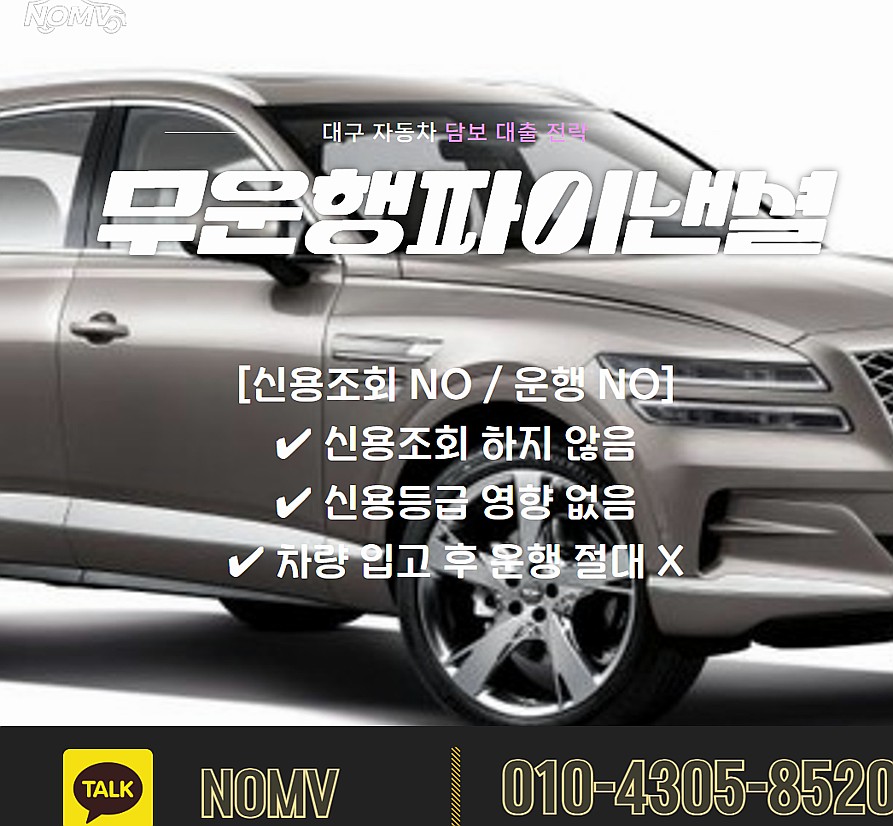 NOMV
대구 자동차 담보 대출 전략
무운행파이낸셜
[신용조회 NO / 운행 NO]
✔ 신용조회 하지 않음
✔ 신용등급 영향 없음
✔ 차량 입고 후 운행 절대 X
TALK
NOMV
010-4305-8520